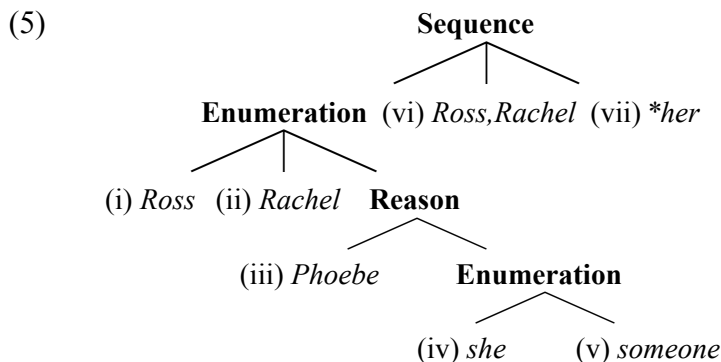 (5) Sequence
Enumeration (vi) Ross,Rachel (vii) *her
(i) Ross (ii) Rachel Reason
(iii) Phoebe Enumeration
(iv) she (v) someone